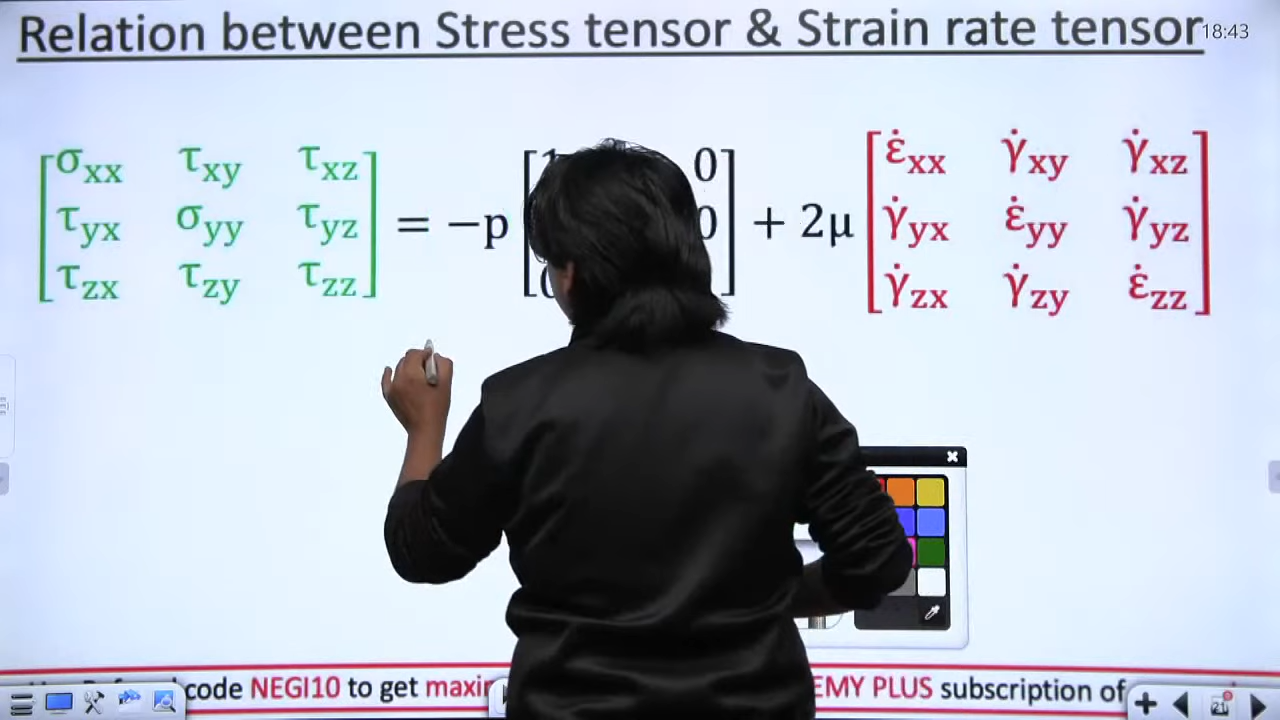 Relation between Stress tensor & Strain rate tensor 18:43
σxx τxy τxz 0 ε̇xx γ̇xy γ̇xz
τyx σyy τyz = −p 0 + 2μ γ̇yx ε̇yy γ̇yz
τzx τzy τzz γ̇zx γ̇zy ε̇zz
code NEGI10 to get EMY PLUS subscription of
21